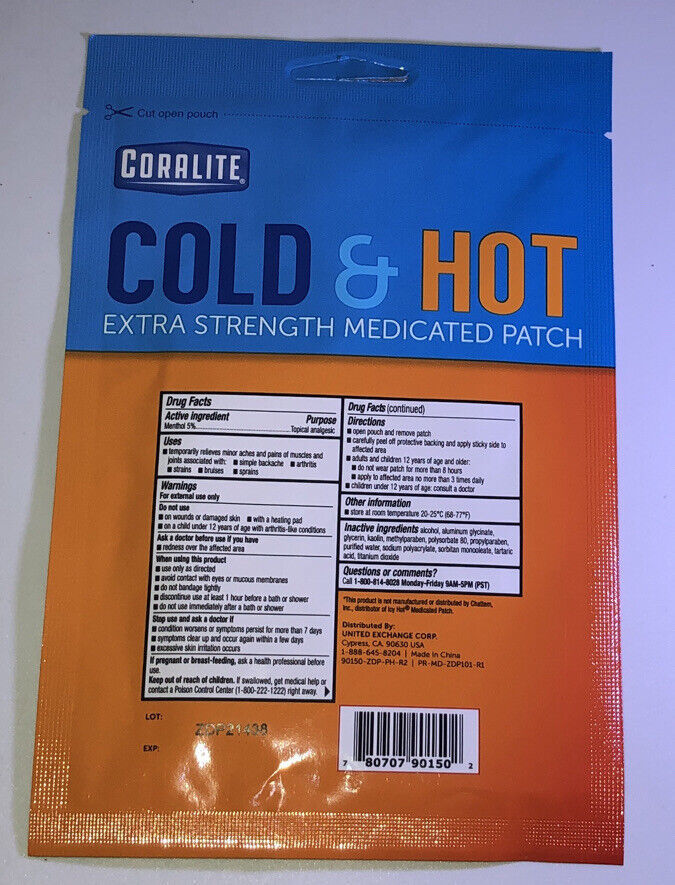 Cut open pouch
CORALITE®
COLD & HOT
EXTRA STRENGTH MEDICATED PATCH
Drug Facts
Active ingredient Purpose
Menthol 5%..............................Topical analgesic
Uses
■ temporarily relieves minor aches and pains of muscles and
joints associated with: ■ simple backache ■ arthritis
■ strains ■ bruises ■ sprains
Warnings
For external use only
Do not use
■ on wounds or damaged skin ■ with a heating pad
■ on a child under 12 years of age with arthritis-like conditions
Ask a doctor before use if you have
■ redness over the affected area
When using this product
■ use only as directed
■ avoid contact with eyes or mucous membranes
■ do not bandage tightly
■ discontinue use at least 1 hour before a bath or shower
■ do not use immediately after a bath or shower
Stop use and ask a doctor if
■ condition worsens or symptoms persist for more than 7 days
■ symptoms clear up and occur again within a few days
■ excessive skin irritation occurs
If pregnant or breast-feeding, ask a health professional before
use.
Keep out of reach of children. If swallowed, get medical help or
contact a Poison Control Center (1-800-222-1222) right away.
Drug Facts (continued)
Directions
■ open pouch and remove patch
■ carefully peel off protective backing and apply sticky side to
affected area
■ adults and children 12 years of age and older:
■ do not wear patch for more than 8 hours
■ apply to affected area no more than 3 times daily
■ children under 12 years of age: consult a doctor
Other information
■ store at room temperature 20-25°C (68-77°F)
Inactive ingredients alcohol, aluminum glycinate,
glycerin, kaolin, methylparaben, polysorbate 80, propylparaben,
purified water, sodium polyacrylate, sorbitan monooleate, tartaric
acid, titanium dioxide
Questions or comments?
Call 1-800-814-8028 Monday-Friday 9AM-5PM (PST)
*This product is not manufactured or distributed by Chattem,
Inc., distributor of Icy Hot® Medicated Patch.
Distributed By:
UNITED EXCHANGE CORP.
Cypress, CA. 90630 USA
1-888-645-8204 | Made in China
90150-ZDP-PH-R2 | PR-MD-ZDP101-R1
LOT: ZDP21438
EXP:
7 80707 90150 2